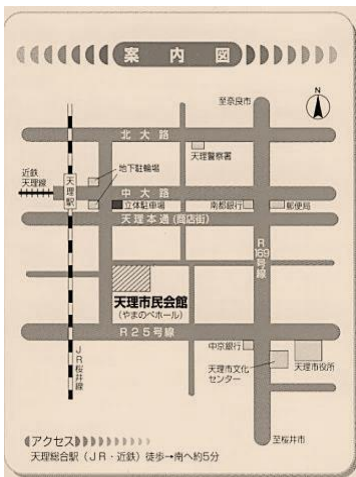 案内図
N
至奈良市
北大路
天理警察署
近鉄
天理線
天理駅
地下駐輪場
中大路
立体駐車場
南都銀行
郵便局
天理本通(商店街)
R169号線
天理市民会館
(やまのべホール)
R25号線
JR桜井線
中京銀行
天理市文化
センター
天理市役所
至桜井市
アクセス
天理総合駅(JR・近鉄)徒歩→南へ約5分